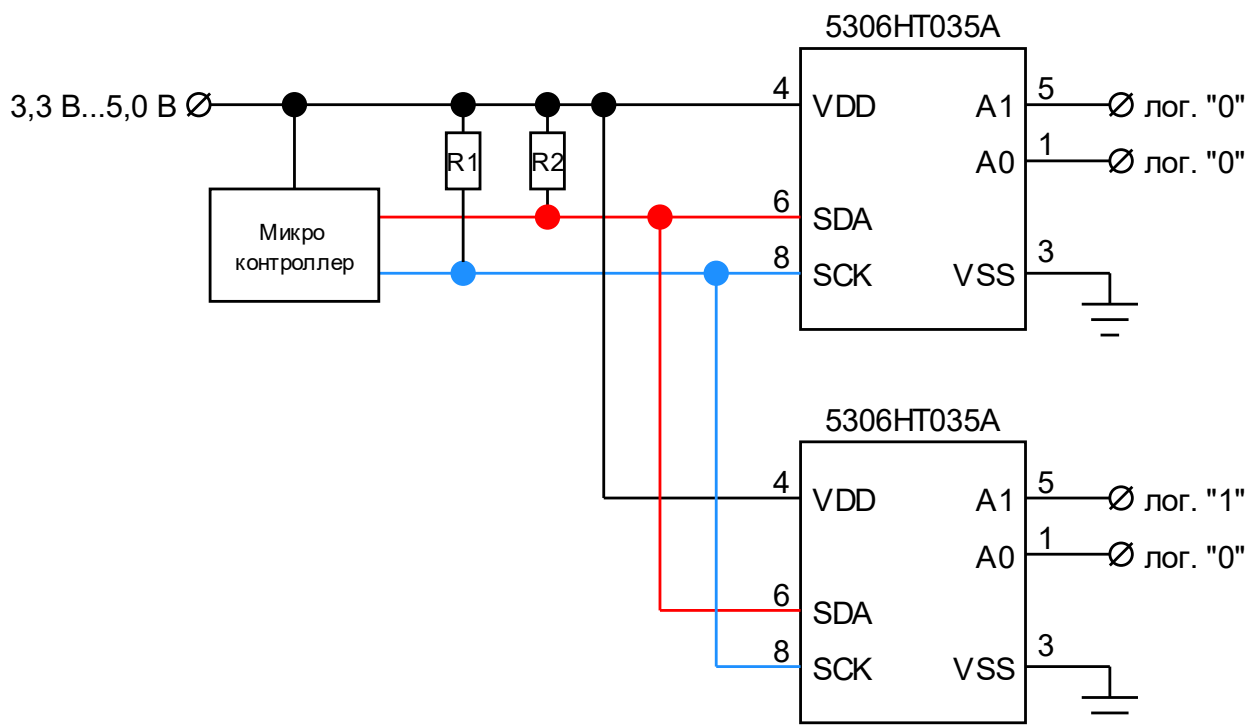 5306НТ035А
3,3 В...5,0 В
4
VDD
A1
5
лог. "0"
R1
R2
A0
1
лог. "0"
Микро
контроллер
6
SDA
8
SCK
VSS
3
5306НТ035А
4
VDD
A1
5
лог. "1"
A0
1
лог. "0"
6
SDA
8
SCK
VSS
3